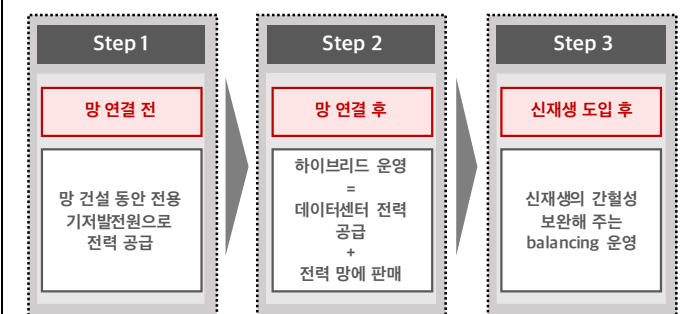 Step 1
망 연결 전
망 건설 동안 전용
기저발전원으로
전력 공급
Step 2
망 연결 후
하이브리드 운영
=
데이터센터 전력
공급
+
전력 망에 판매
Step 3
신재생 도입 후
신재생의 간헐성
보완해 주는
balancing 운영